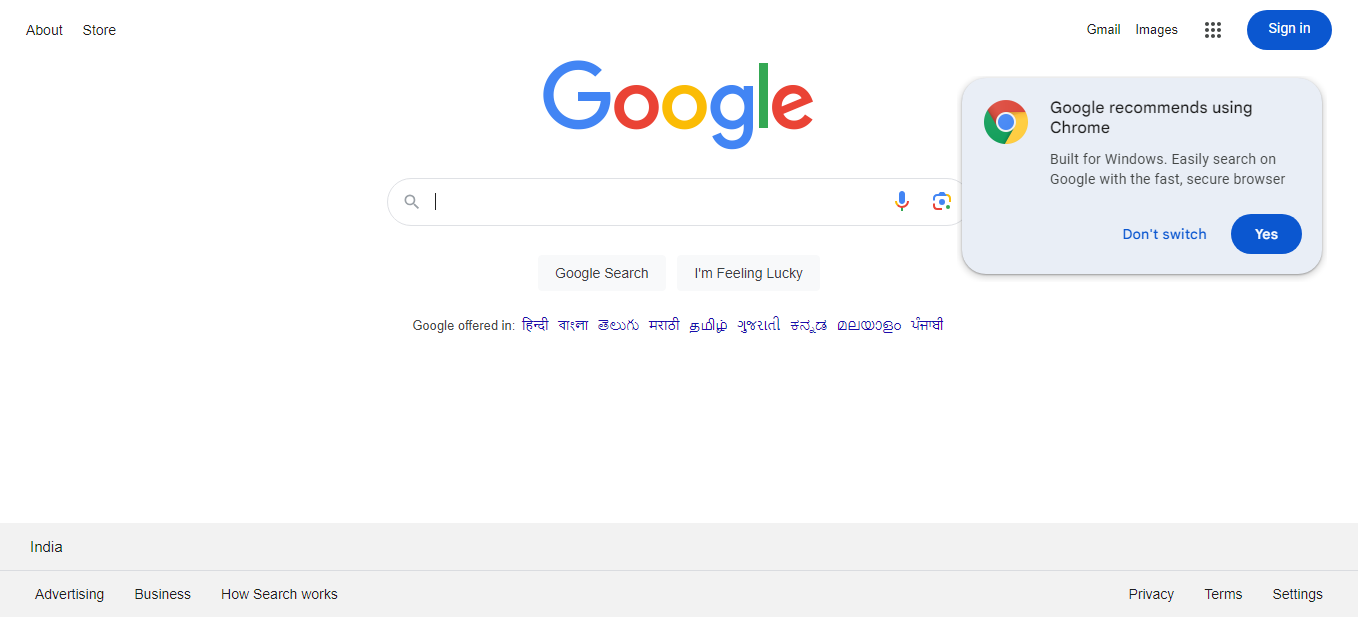 About Store
Gmail Images
Sign in
Google
Google recommends using
Chrome
Built for Windows. Easily search on
Google with the fast, secure browser
Don't switch
Yes
Google Search
I'm Feeling Lucky
Google offered in: हिन्दी বাংলা తెలుగు मराठी தமிழ் ગુજરાતી ಕನ್ನಡ മലയാളം ਪੰਜਾਬੀ
India
Advertising Business How Search works
Privacy Terms Settings